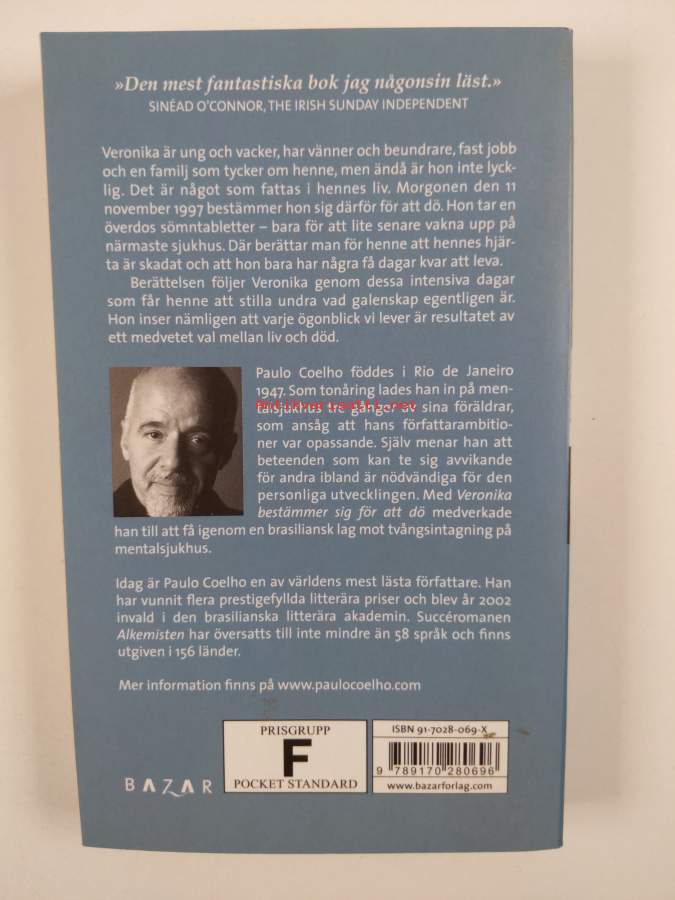 »Den mest fantastiska bok jag någonsin läst.»
SINÉAD O'CONNOR, THE IRISH SUNDAY INDEPENDENT
Veronika är ung och vacker, har vänner och beundrare, fast jobb
och en familj som tycker om henne, men ändå är hon inte lyck-
lig. Det är något som fattas i hennes liv. Morgonen den 11
november 1997 bestämmer hon sig därför för att dö. Hon tar en
överdos sömntabletter – bara för att lite senare vakna upp på
närmaste sjukhus. Där berättar man för henne att hennes hjär-
ta är skadat och att hon bara har några få dagar kvar att leva.
Berättelsen följer Veronika genom dessa intensiva dagar
som får henne att stilla undra vad galenskap egentligen är.
Hon inser nämligen att varje ögonblick vi lever är resultatet av
ett medvetet val mellan liv och död.
Paulo Coelho föddes i Rio de Janeiro
1947. Som tonåring lades han in på men-
talsjukhus tre gånger av sina föräldrar,
som ansåg att hans författarambitio-
ner var opassande. Själv menar han att
beteenden som kan te sig avvikande
för andra ibland är nödvändiga för den
personliga utvecklingen. Med Veronika
bestämmer sig för att dö medverkade
han till att få igenom en brasiliansk lag mot tvångsintagning på
mentalsjukhus.
Idag är Paulo Coelho en av världens mest lästa författare. Han
har vunnit flera prestigefyllda litterära priser och blev år 2002
invald i den brasilianska litterära akademin. Succéromanen
Alkemisten har översatts till inte mindre än 58 språk och finns
utgiven i 156 länder.
Mer information finns på www.paulocoelho.com
PRISGRUPP
F
POCKET STANDARD
ISBN 91-7028-069-X
9 789170 280696
www.bazarforlag.com
BAZAR